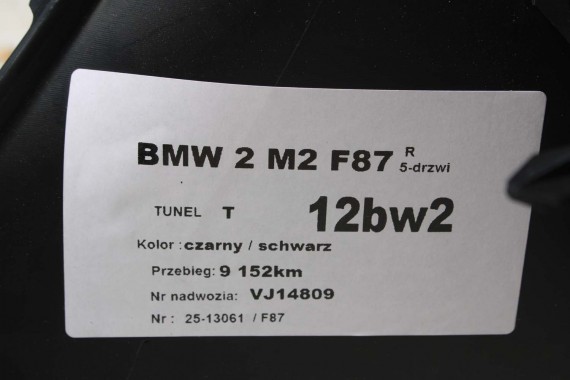 BMW 2 M2 F87 R 5-drzwi
TUNEL T 12bw2
Kolor : czarny / schwarz
Przebieg: 9 152km
Nr nadwozia: VJ14809
Nr : 25-13061 / F87